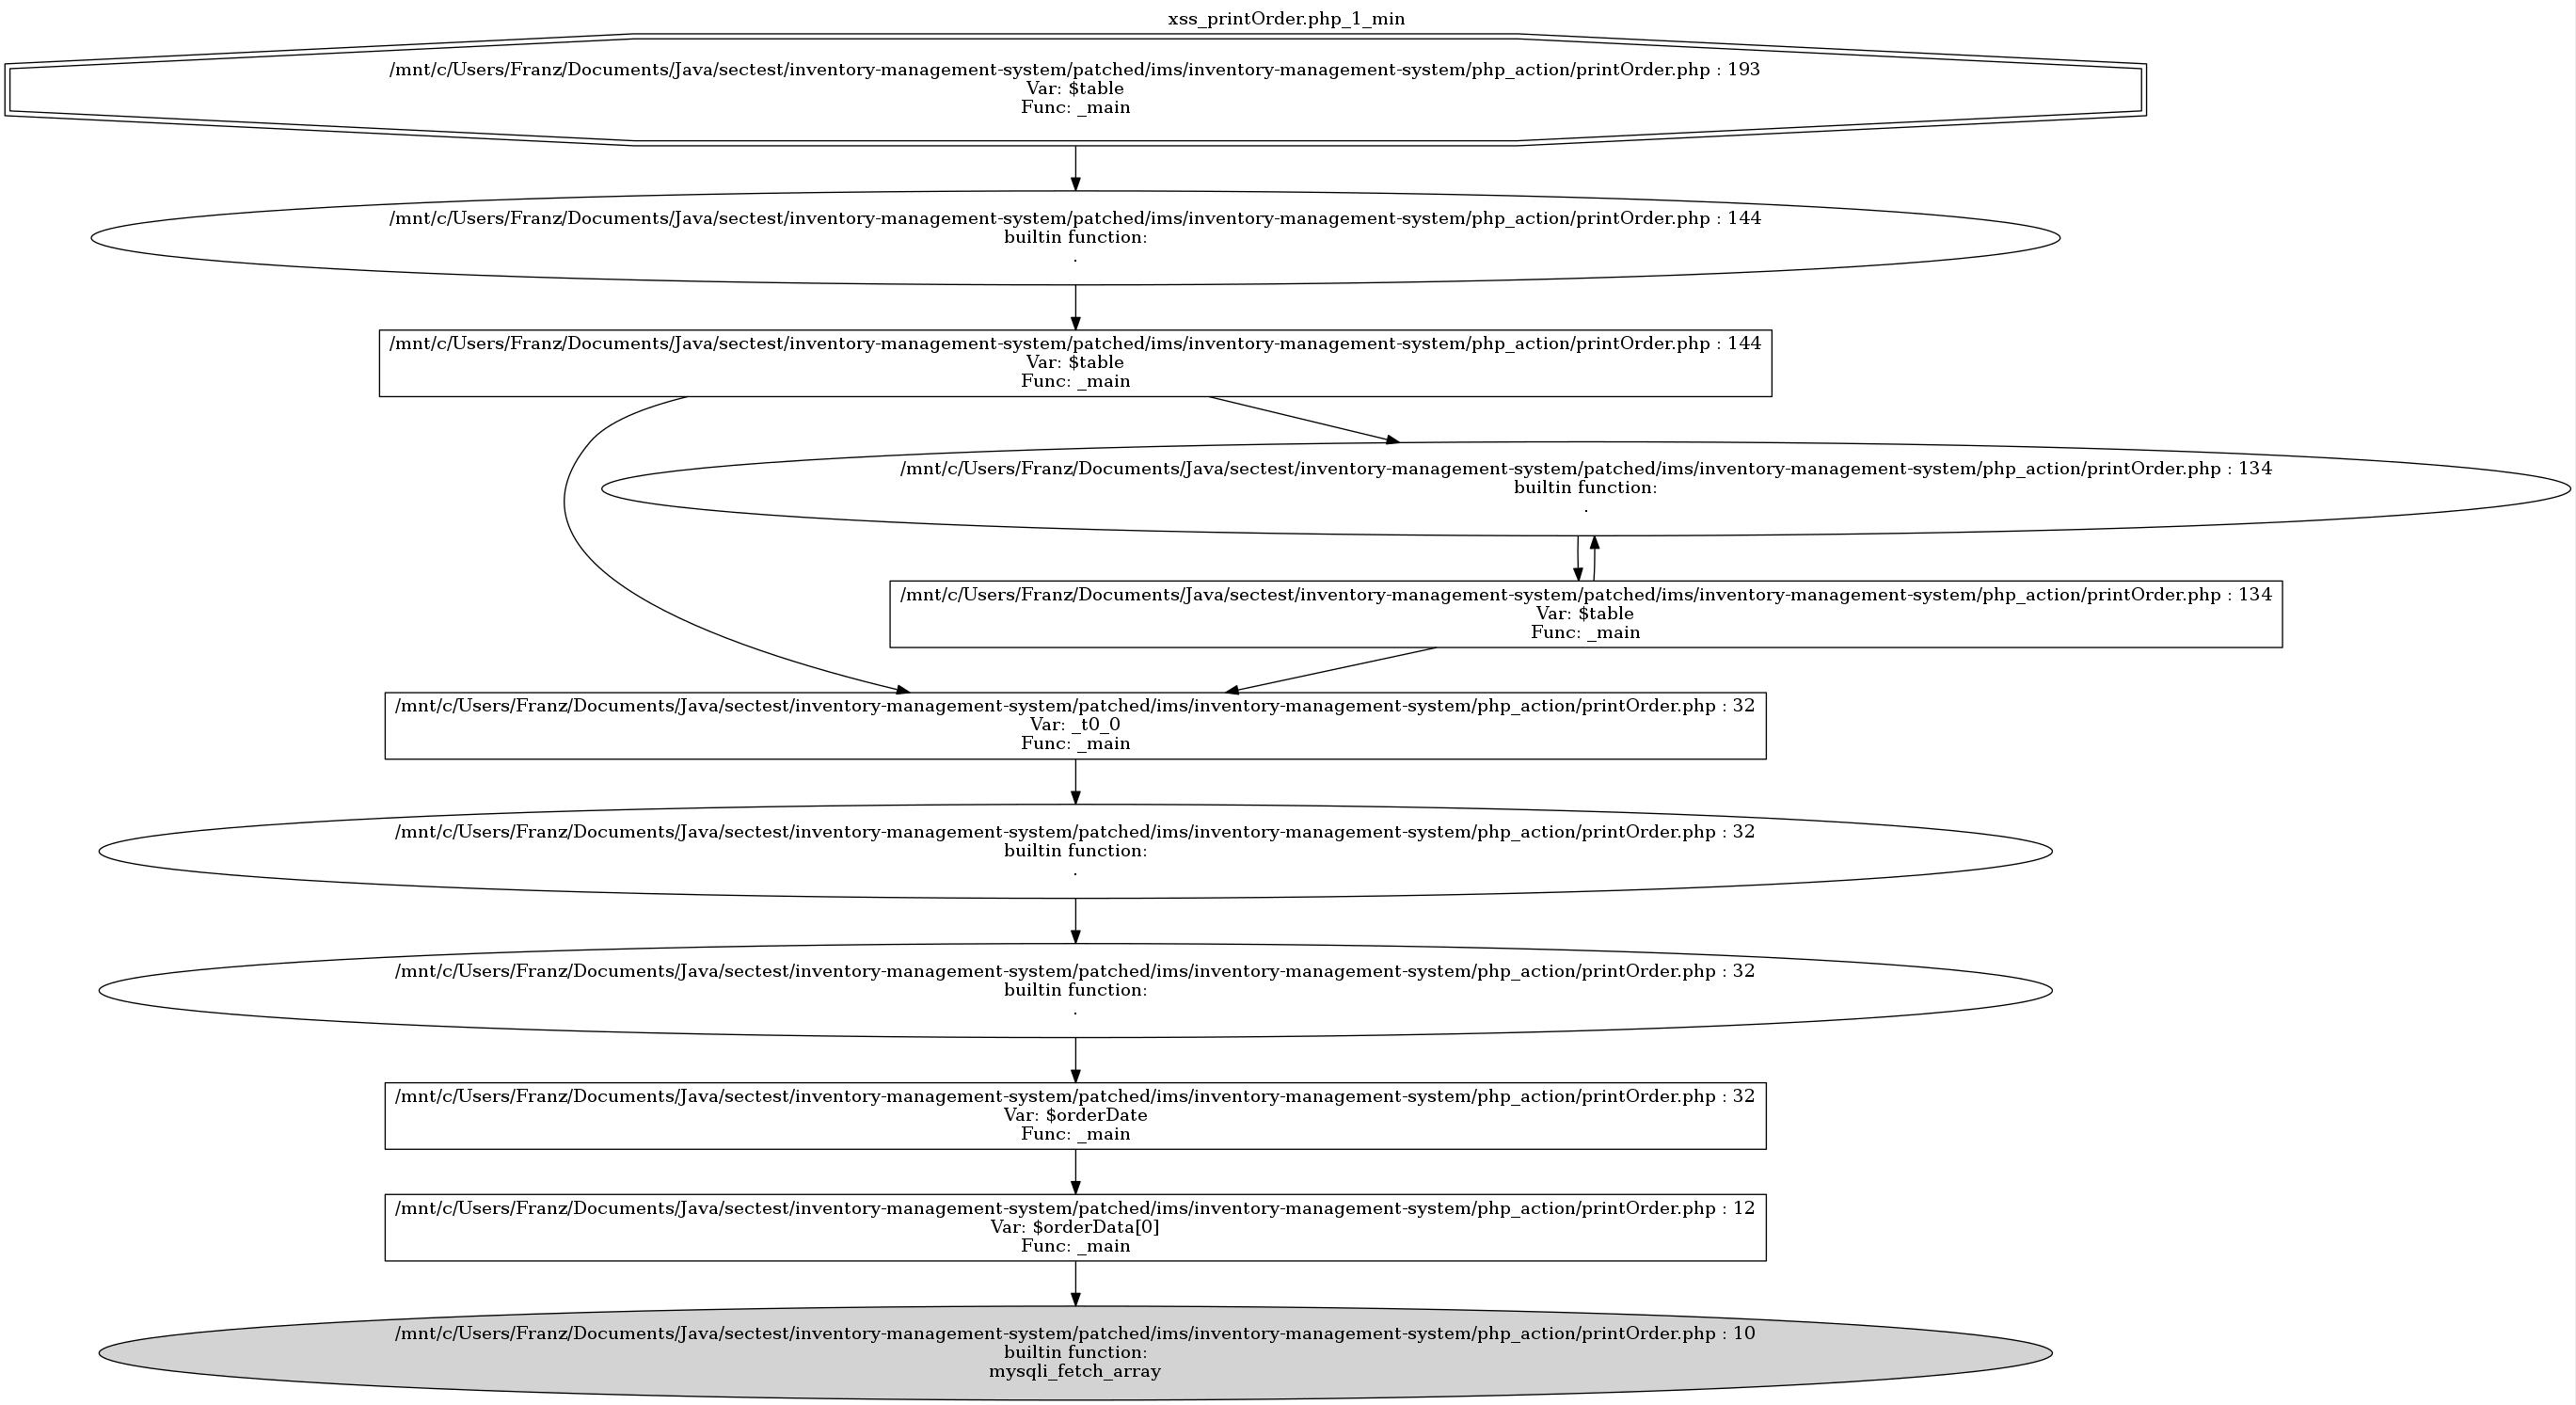 xss_printOrder.php_1_min
/mnt/c/Users/Franz/Documents/Java/sectest/inventory-management-system/patched/ims/inventory-management-system/php_action/printOrder.php : 193
Var: $table
Func: _main
/mnt/c/Users/Franz/Documents/Java/sectest/inventory-management-system/patched/ims/inventory-management-system/php_action/printOrder.php : 144
builtin function:
.
/mnt/c/Users/Franz/Documents/Java/sectest/inventory-management-system/patched/ims/inventory-management-system/php_action/printOrder.php : 144
Var: $table
Func: _main
/mnt/c/Users/Franz/Documents/Java/sectest/inventory-management-system/patched/ims/inventory-management-system/php_action/printOrder.php : 134
builtin function:
.
/mnt/c/Users/Franz/Documents/Java/sectest/inventory-management-system/patched/ims/inventory-management-system/php_action/printOrder.php : 134
Var: $table
Func: _main
/mnt/c/Users/Franz/Documents/Java/sectest/inventory-management-system/patched/ims/inventory-management-system/php_action/printOrder.php : 32
Var: _t0_0
Func: _main
/mnt/c/Users/Franz/Documents/Java/sectest/inventory-management-system/patched/ims/inventory-management-system/php_action/printOrder.php : 32
builtin function:
.
/mnt/c/Users/Franz/Documents/Java/sectest/inventory-management-system/patched/ims/inventory-management-system/php_action/printOrder.php : 32
builtin function:
.
/mnt/c/Users/Franz/Documents/Java/sectest/inventory-management-system/patched/ims/inventory-management-system/php_action/printOrder.php : 32
Var: $orderDate
Func: _main
/mnt/c/Users/Franz/Documents/Java/sectest/inventory-management-system/patched/ims/inventory-management-system/php_action/printOrder.php : 12
Var: $orderData[0]
Func: _main
/mnt/c/Users/Franz/Documents/Java/sectest/inventory-management-system/patched/ims/inventory-management-system/php_action/printOrder.php : 10
builtin function:
mysqli_fetch_array